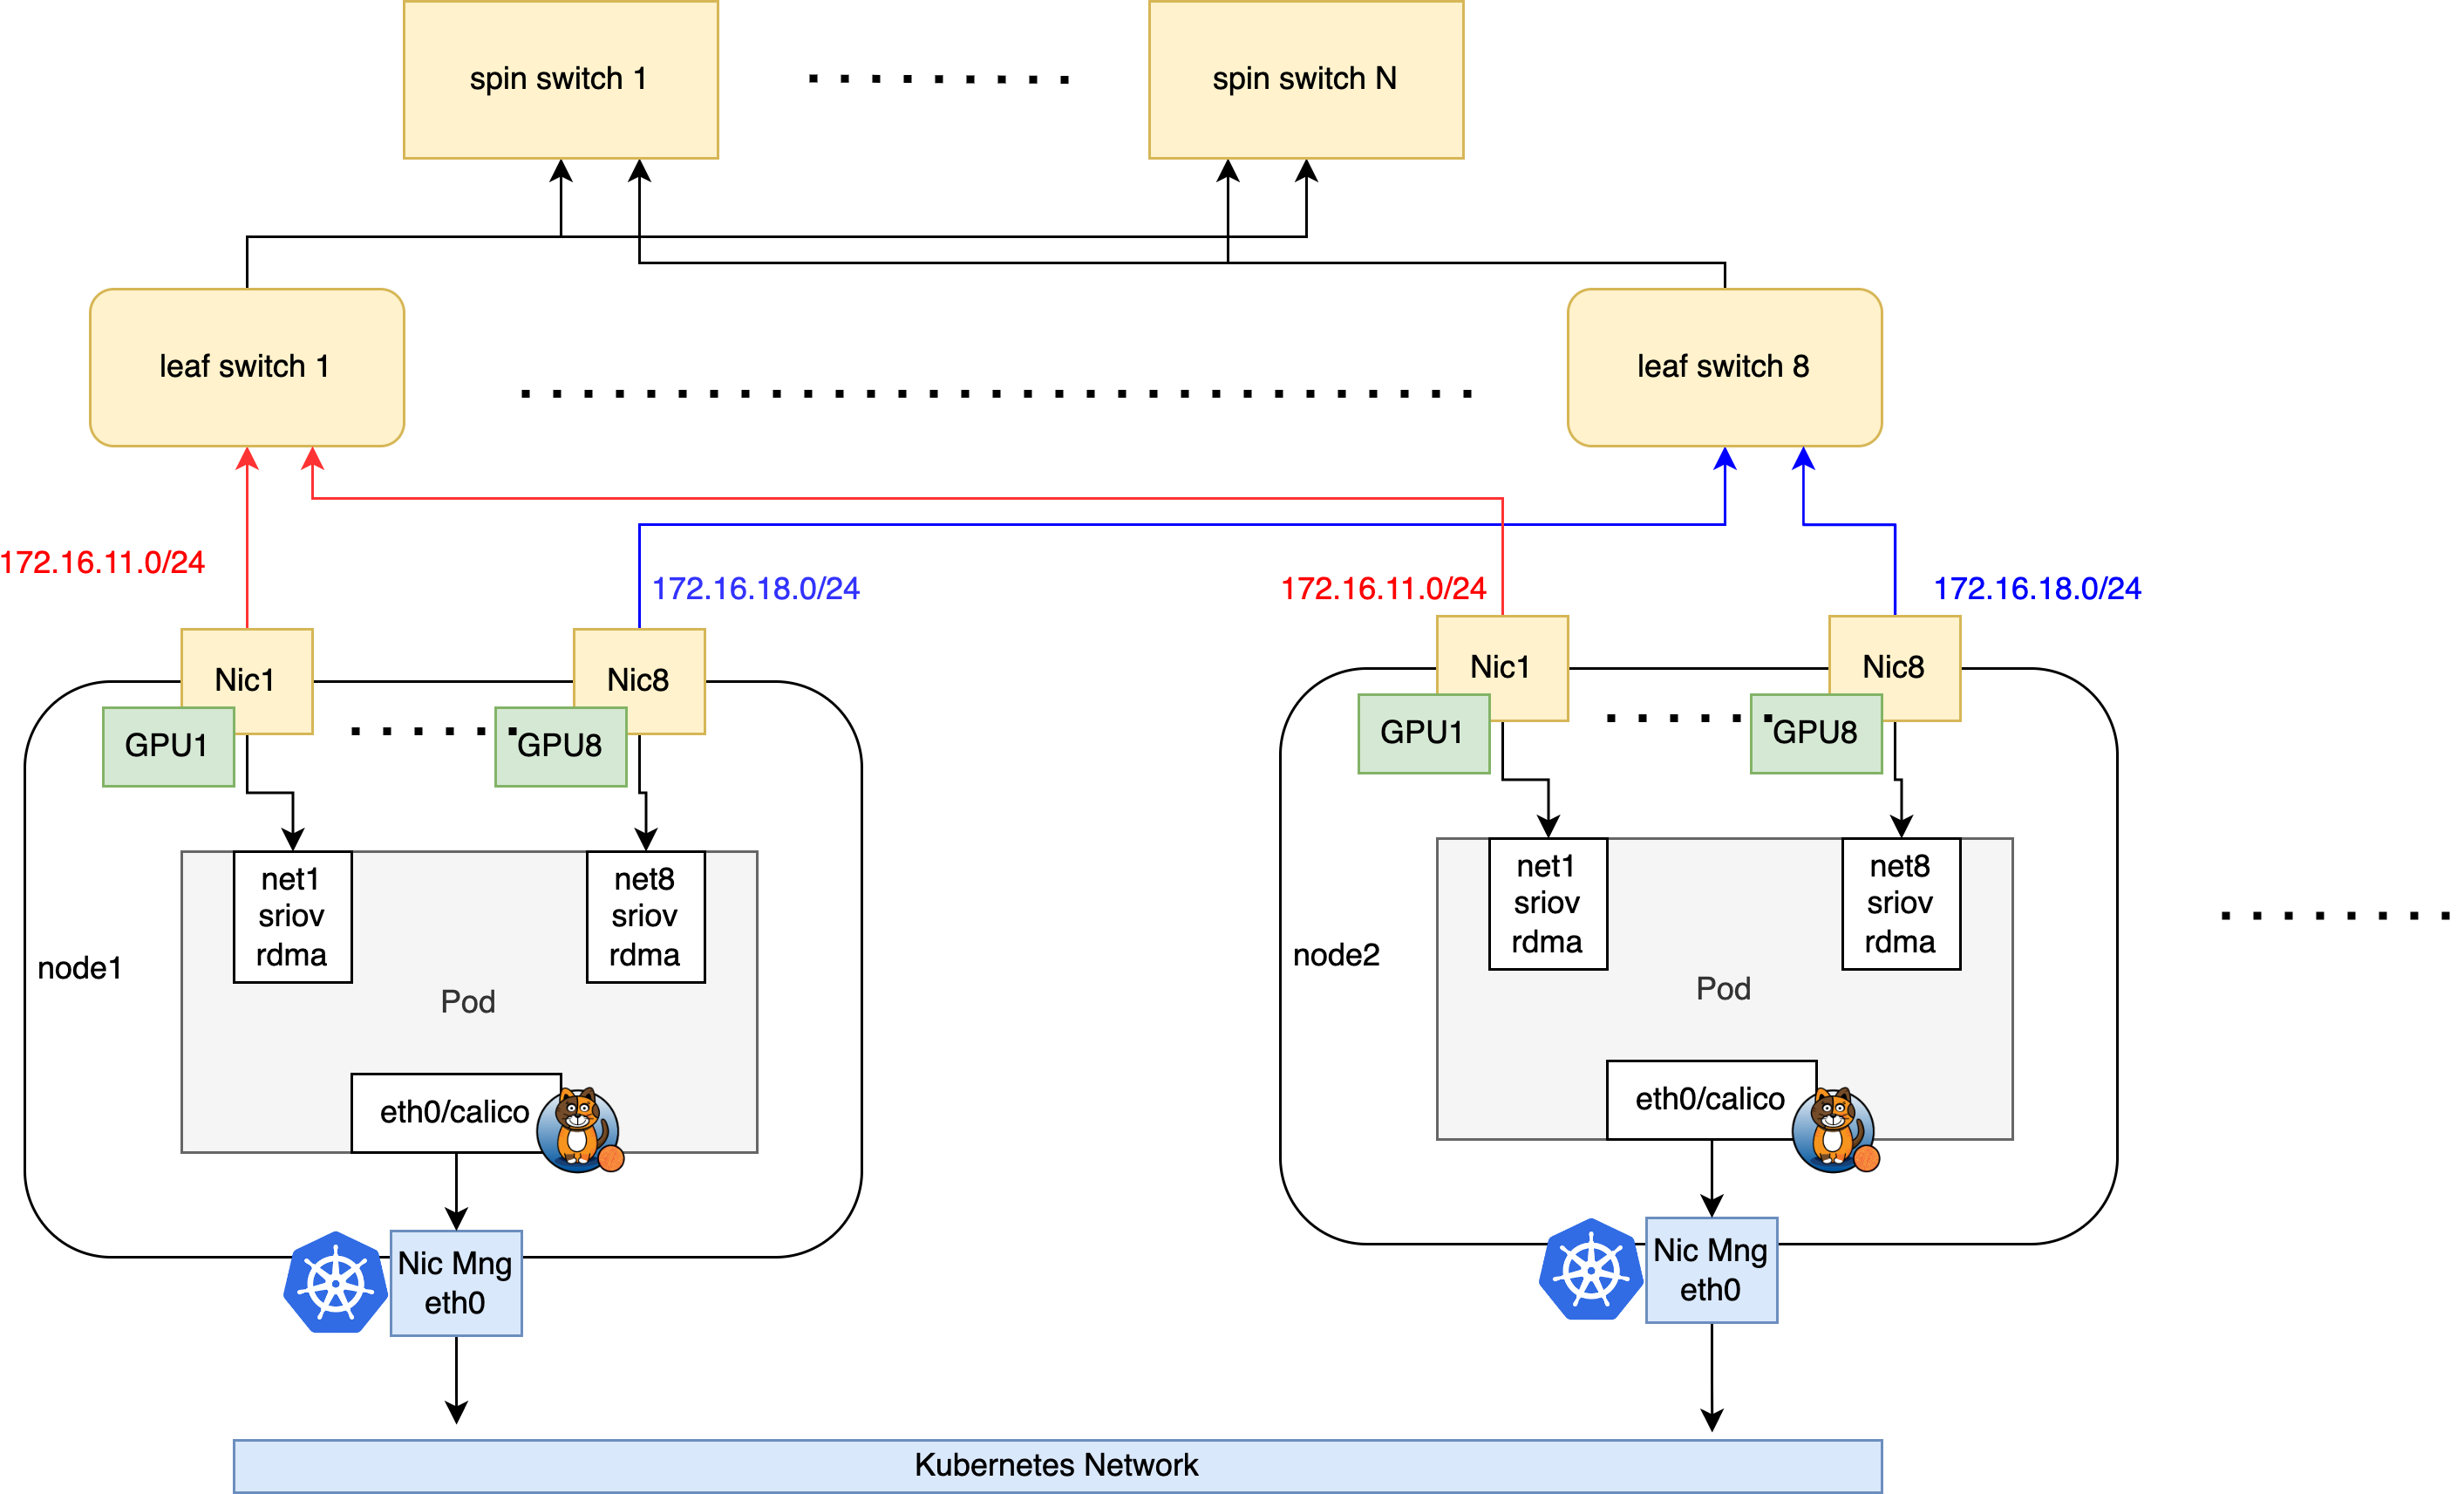 spin switch 1
spin switch N
leaf switch 1
leaf switch 8
172.16.11.0/24
172.16.18.0/24
172.16.11.0/24
172.16.18.0/24
Nic1
Nic8
Nic1
Nic8
GPU1
GPU8
GPU1
GPU8
net1
sriov
rdma
net8
sriov
rdma
net1
sriov
rdma
net8
sriov
rdma
node1
Pod
node2
Pod
eth0/calico
eth0/calico
Nic Mng
eth0
Nic Mng
eth0
Kubernetes Network